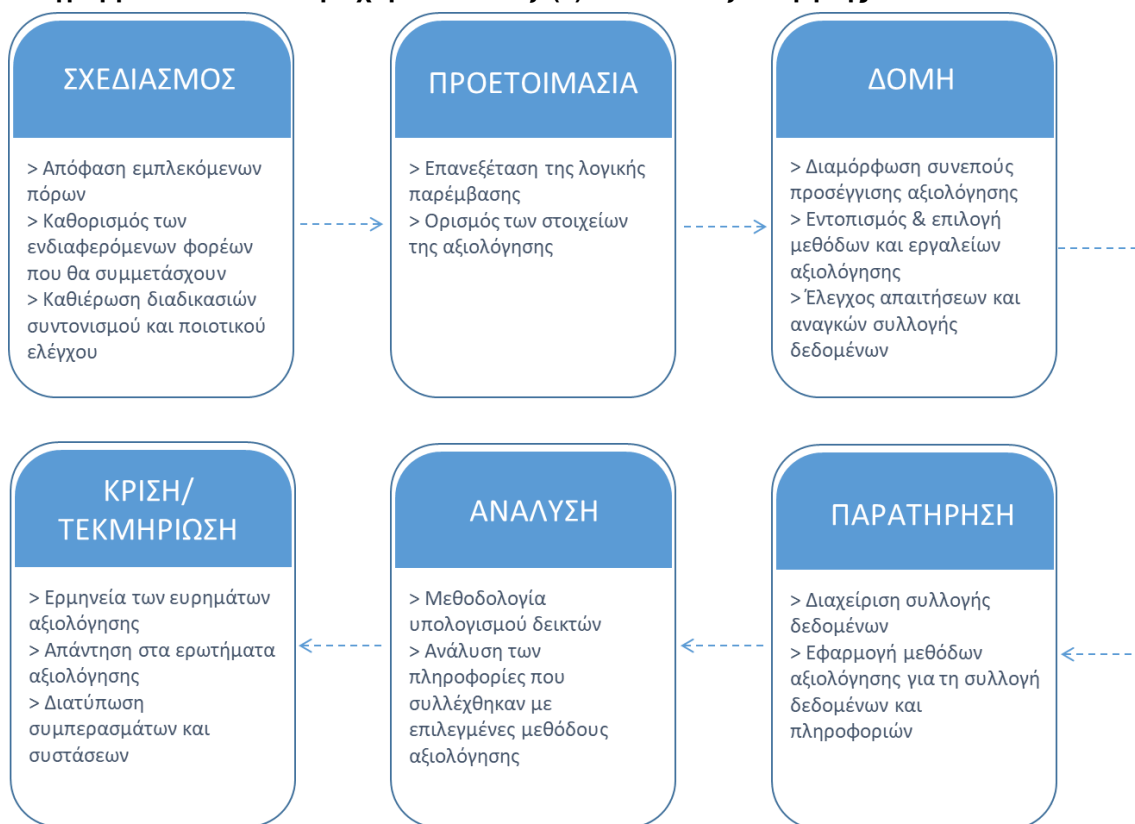 ΣΧΕΔΙΑΣΜΟΣ
> Απόφαση εμπλεκόμενων
πόρων
> Καθορισμός των
ενδιαφερόμενων φορέων
που θα συμμετάσχουν
> Καθιέρωση διαδικασιών
συντονισμού και ποιοτικού
ελέγχου
ΠΡΟΕΤΟΙΜΑΣΙΑ
> Επανεξέταση της λογικής
παρέμβασης
> Ορισμός των στοιχείων
της αξιολόγησης
ΔΟΜΗ
> Διαμόρφωση συνεπούς
προσέγγισης αξιολόγησης
> Εντοπισμός & επιλογή
μεθόδων και εργαλείων
αξιολόγησης
> Έλεγχος απαιτήσεων και
αναγκών συλλογής
δεδομένων
ΠΑΡΑΤΗΡΗΣΗ
> Διαχείριση συλλογής
δεδομένων
> Εφαρμογή μεθόδων
αξιολόγησης για τη συλλογή
δεδομένων και
πληροφοριών
ΑΝΑΛΥΣΗ
> Μεθοδολογία
υπολογισμού δεικτών
> Ανάλυση των
πληροφορίες που
συλλέχθηκαν με
επιλεγμένες μεθόδους
αξιολόγησης
ΚΡΙΣΗ/
ΤΕΚΜΗΡΙΩΣΗ
> Ερμηνεία των ευρημάτων
αξιολόγησης
> Απάντηση στα ερωτήματα
αξιολόγησης
> Διατύπωση
συμπερασμάτων και
συστάσεων